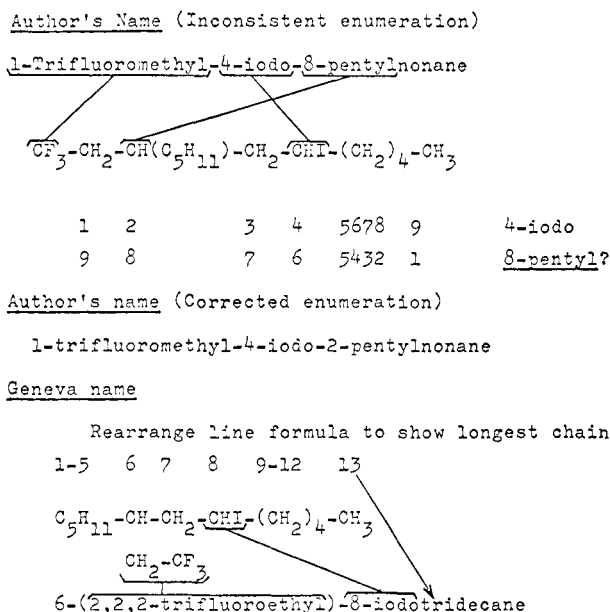 Author's Name (Inconsistent enumeration)
1-Trifluoromethyl-4-iodo-8-pentylnonane
CF3-CH2-CH(C5H11)-CH2-CHI-(CH2)4-CH3
1 2 3 4 5678 9 4-iodo
9 8 7 6 5432 1 8-pentyl?
Author's name (Corrected enumeration)
1-trifluoromethyl-4-iodo-2-pentylnonane
Geneva name
Rearrange line formula to show longest chain
1-5 6 7 8 9-12 13
C5H11-CH-CH2-CHI-(CH2)4-CH3
CH2-CF3
6-(2,2,2-trifluoroethyl)-8-iodotridecane